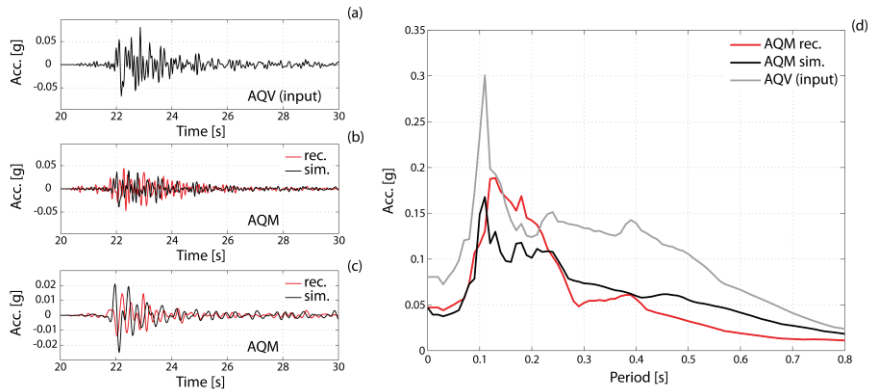 (a)
Acc. [g]
0.05
0
-0.05
AQV (input)
20 22 24 26 28 30
Time [s]
(b)
Acc. [g]
0.05
0
-0.05
rec.
sim.
AQM
20 22 24 26 28 30
Time [s]
(c)
Acc. [g]
0.02
0.01
0
-0.01
-0.02
rec.
sim.
AQM
20 22 24 26 28 30
Time [s]
(d)
Acc. [g]
0.35
0.3
0.25
0.2
0.15
0.1
0.05
0
AQM rec.
AQM sim.
AQV (input)
0 0.1 0.2 0.3 0.4 0.5 0.6 0.7 0.8
Period [s]